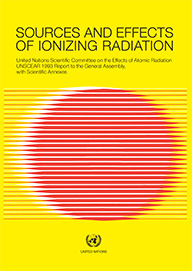 SOURCES AND EFFECTS
OF IONIZING RADIATION
United Nations Scientific Committee on the Effects of Atomic Radiation
UNSCEAR 1993 Report to the General Assembly,
with Scientific Annexes
UNITED NATIONS